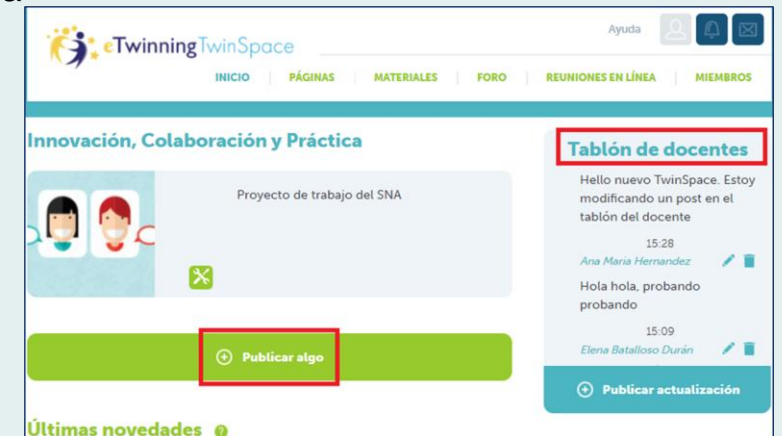 eTwinning TwinSpace
Ayuda
INICIO PÁGINAS MATERIALES FORO REUNIONES EN LÍNEA MIEMBROS
Innovación, Colaboración y Práctica
Proyecto de trabajo del SNA
Publicar algo
Últimas novedades ?
Tablón de docentes
Hello nuevo TwinSpace. Estoy
modificando un post en el
tablón del docente
15:28
Ana Maria Hernandez
Hola hola, probando
probando
15:09
Elena Batalloso Durán
Publicar actualización